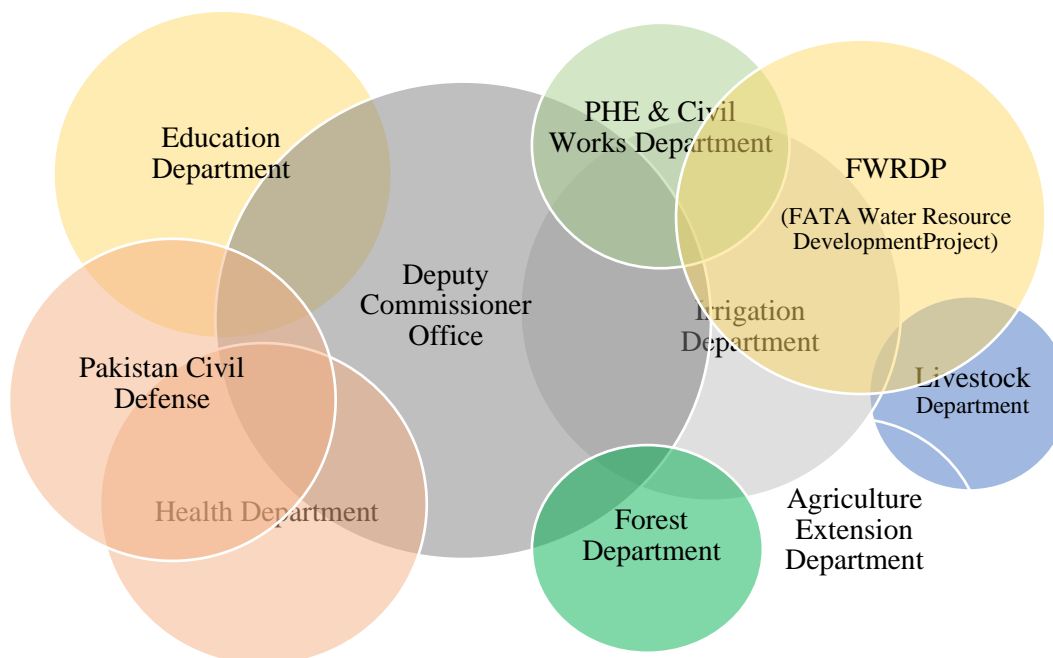 Education
Department
PHE & Civil
Works Department
FWRDP
(FATA Water Resource
DevelopmentProject)
Deputy
Commissioner
Office
Irrigation
Department
Pakistan Civil
Defense
Livestock
Department
Health Department
Forest
Department
Agriculture
Extension
Department